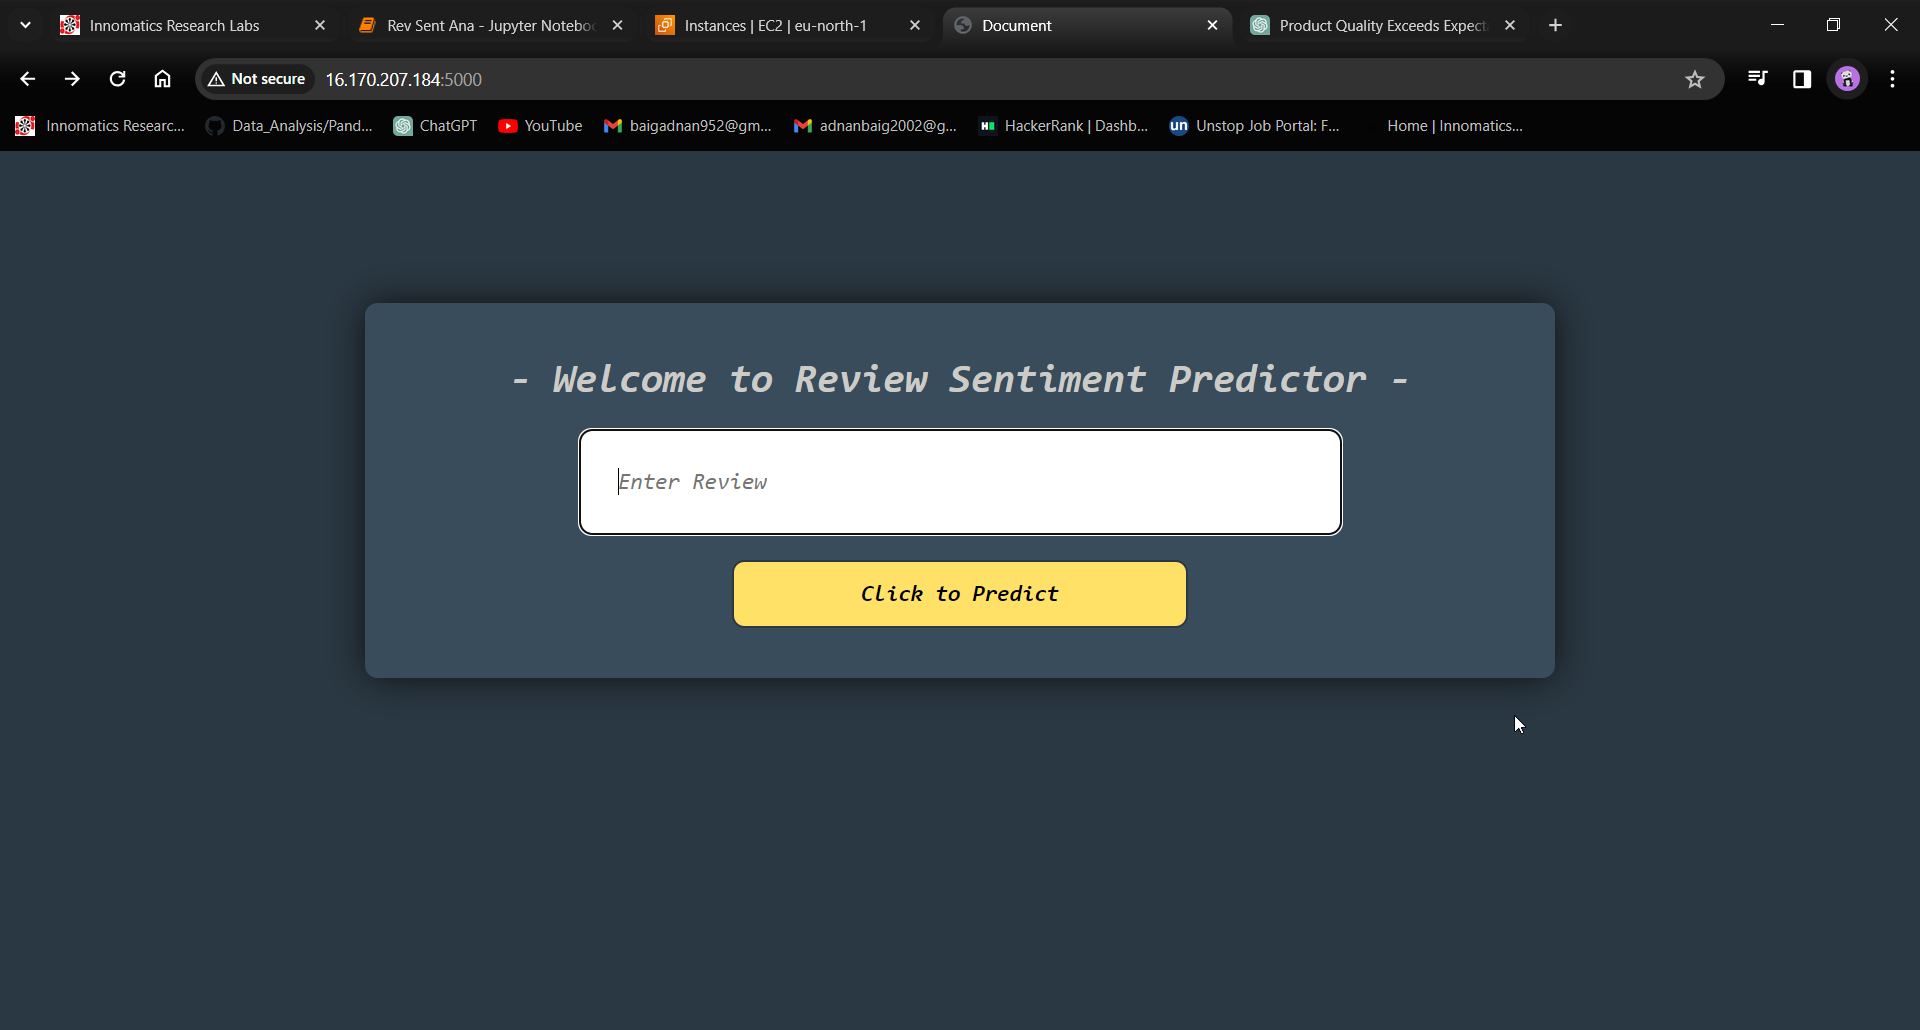 Innomatics Research Labs
Rev Sent Ana - Jupyter Notebo
Instances | EC2 | eu-north-1
Document
Product Quality Exceeds Expect
Not secure
16.170.207.184:5000
Innomatics Researc...
Data_Analysis/Pand...
ChatGPT
YouTube
baigadnan952@gm...
adnanbaig2002@g...
HackerRank | Dashb...
un
Unstop Job Portal: F...
Home | Innomatics...
- Welcome to Review Sentiment Predictor -
Enter Review
Click to Predict